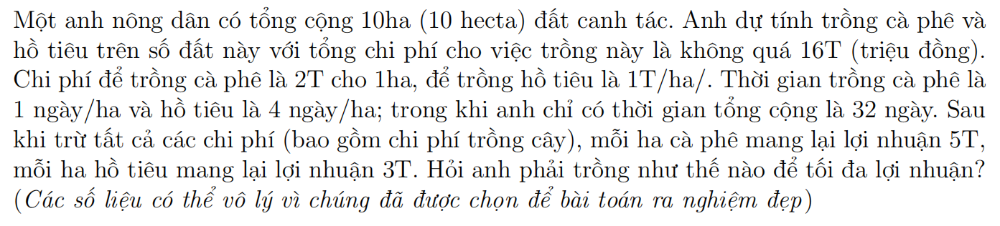 Một anh nông dân có tổng cộng 10ha (10 hecta) đất canh tác. Anh dự tính trồng cà phê và
hồ tiêu trên số đất này với tổng chi phí cho việc trồng này là không quá 16T (triệu đồng).
Chi phí để trồng cà phê là 2T cho 1ha, để trồng hồ tiêu là 1T/ha/. Thời gian trồng cà phê là
1 ngày/ha và hồ tiêu là 4 ngày/ha; trong khi anh chỉ có thời gian tổng cộng là 32 ngày. Sau
khi trừ tất cả các chi phí (bao gồm chi phí trồng cây), mỗi ha cà phê mang lại lợi nhuận 5T,
mỗi ha hồ tiêu mang lại lợi nhuận 3T. Hỏi anh phải trồng như thế nào để tối đa lợi nhuận?
(Các số liệu có thể vô lý vì chúng đã được chọn để bài toán ra nghiệm đẹp)